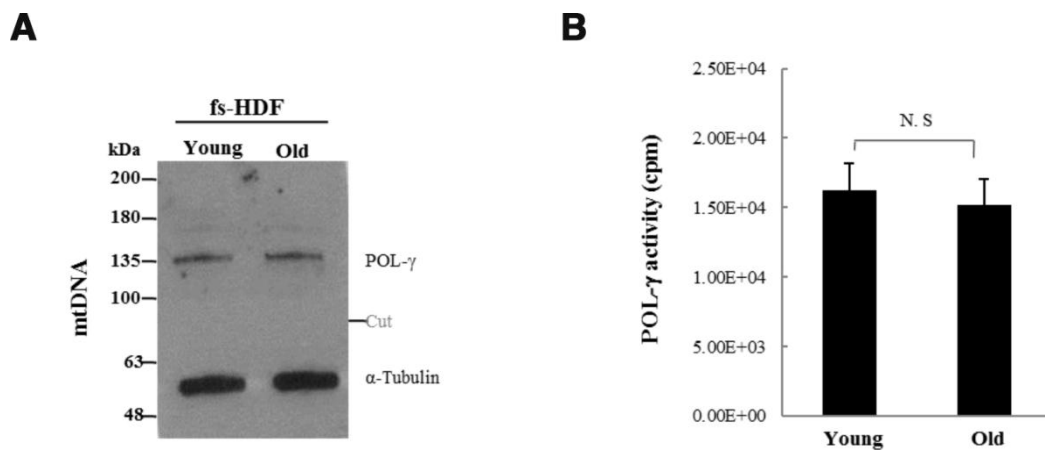 A
fs-HDF
kDa Young Old
200
180
135
100
63
48
mtDNA
POL-γ
Cut
α-Tubulin
B
2.50E+04
2.00E+04
1.50E+04
1.00E+04
5.00E+03
0.00E+00
POL-γ activity (cpm)
N. S
Young Old